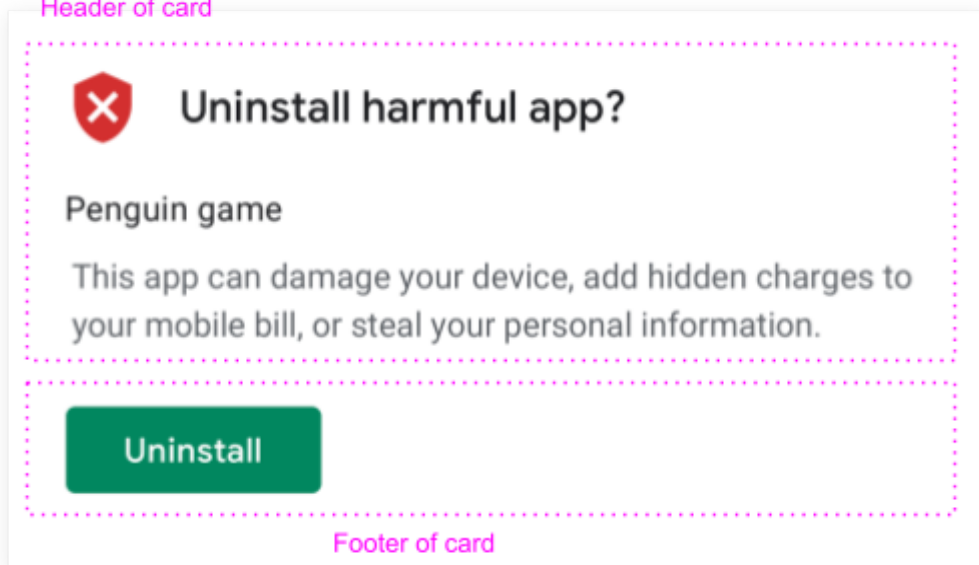 Header of card
Uninstall harmful app?
Penguin game
This app can damage your device, add hidden charges to
your mobile bill, or steal your personal information.
Uninstall
Footer of card